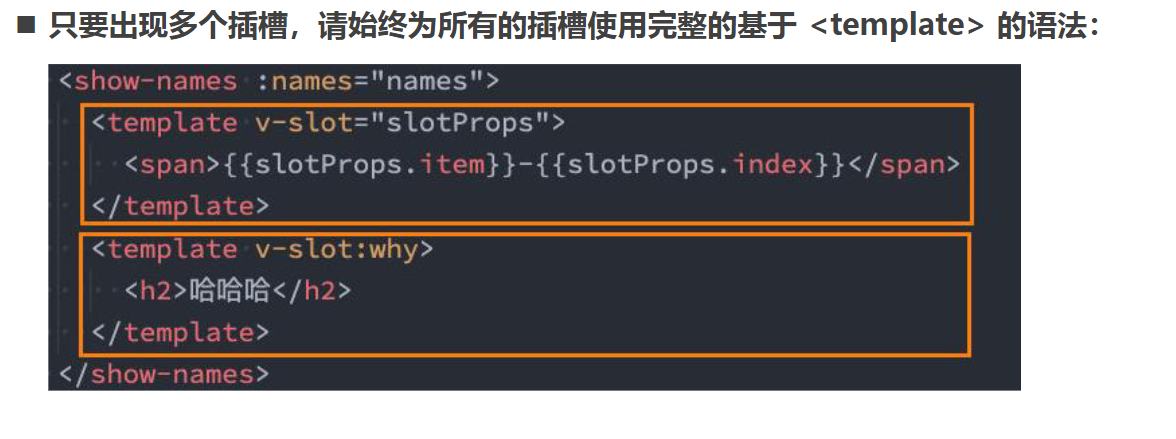 ■ 只要出现多个插槽，请始终为所有的插槽使用完整的基于 <template> 的语法：
<show-names :names="names">
<template v-slot="slotProps">
<span>{{slotProps.item}}-{{slotProps.index}}</span>
</template>
<template v-slot:why>
<h2>哈哈哈</h2>
</template>
</show-names>